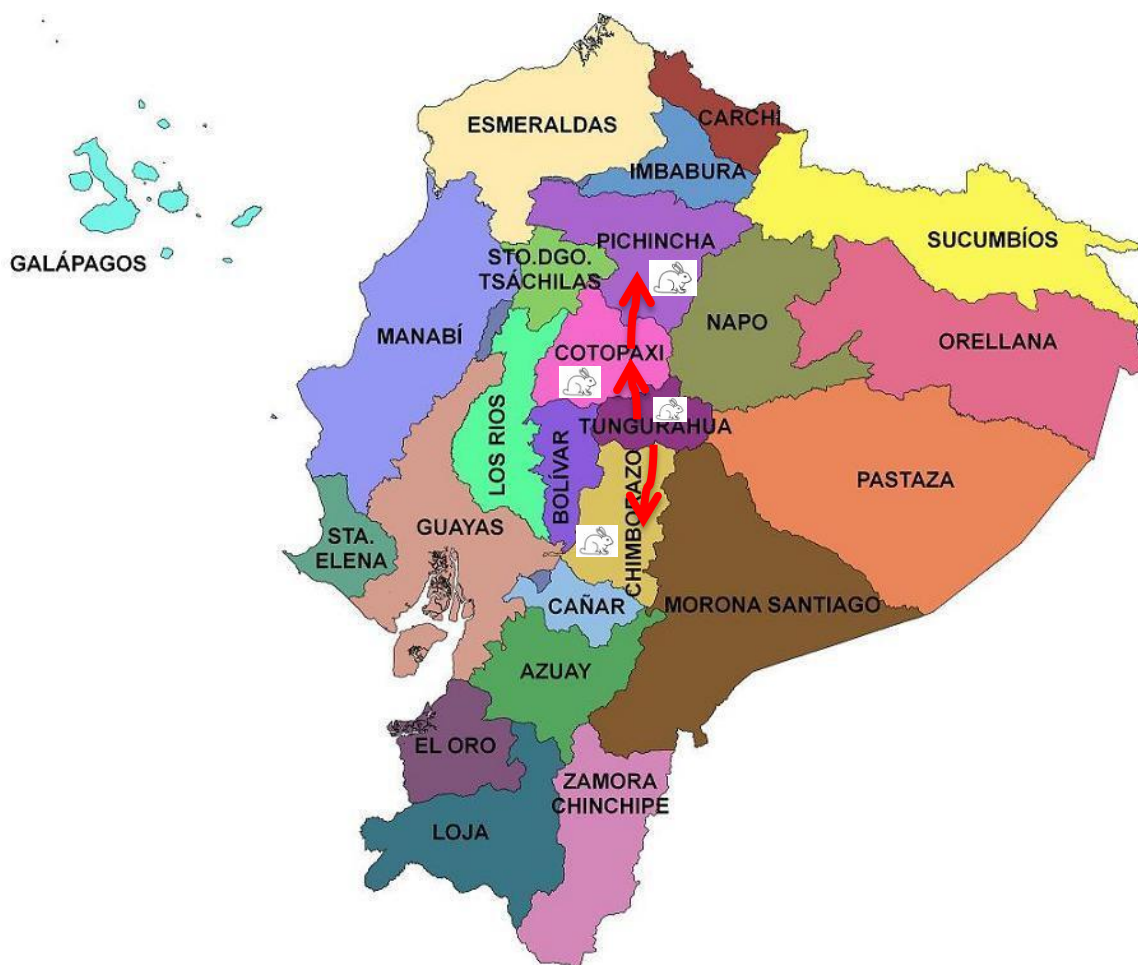 ESMERALDAS
CARCHI
IMBABURA
PICHINCHA
SUCUMBÍOS
GALÁPAGOS
STO.DGO.
TSÁCHILAS
MANABÍ
NAPO
ORELLANA
COTOPAXI
LOS RIOS
BOLÍVAR
TUNGURAHUA
CHIMBORAZO
PASTAZA
GUAYAS
STA.
ELENA
CAÑAR
MORONA SANTIAGO
AZUAY
EL ORO
ZAMORA
CHINCHIPE
LOJA